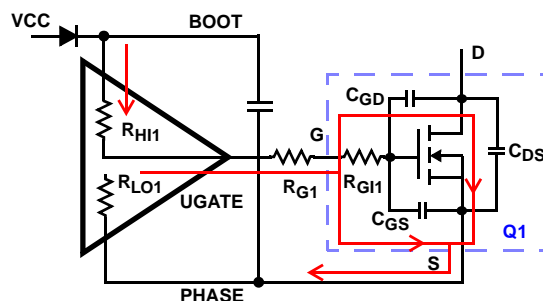 VCC
BOOT
D
CGD
RHI1
G
CDS
RLO1
RG1
RGI1
UGATE
CGS
Q1
S
PHASE